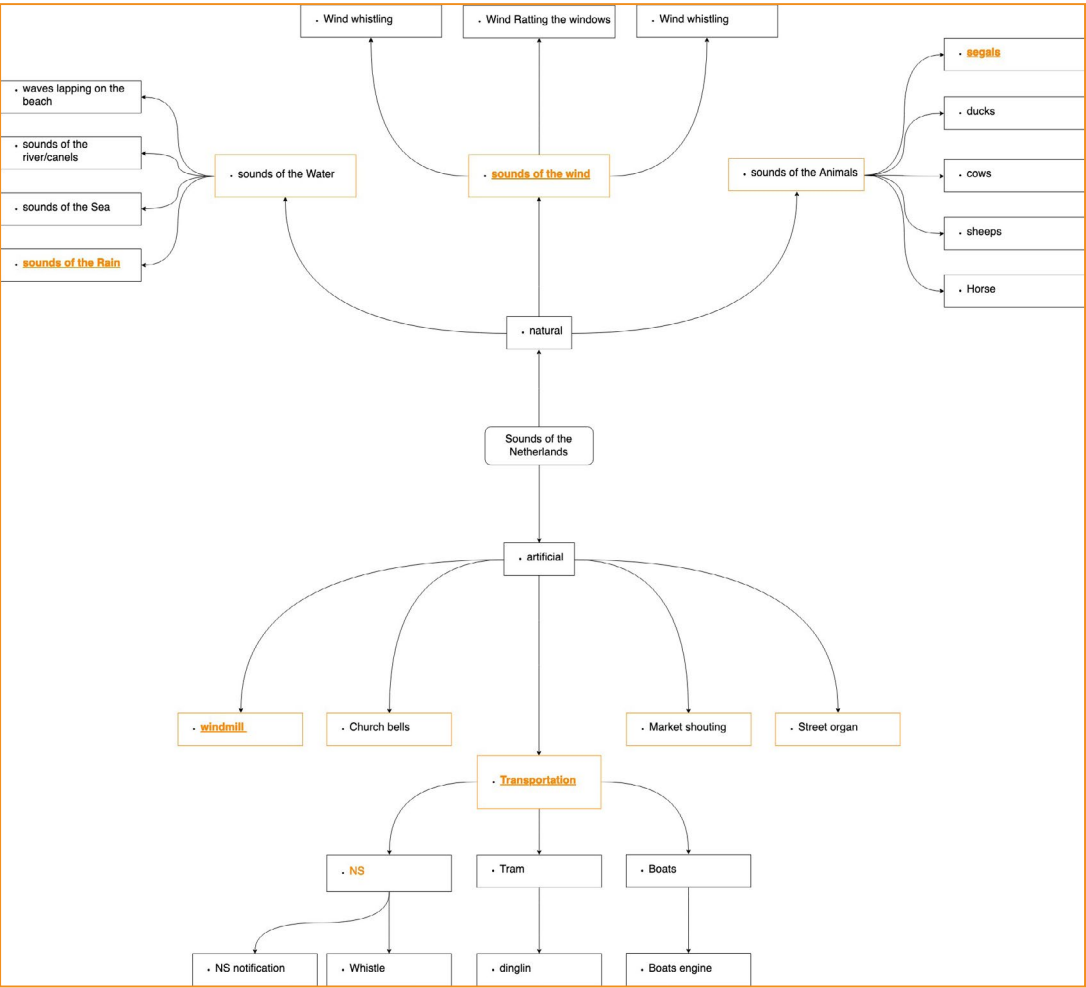 Wind whistling
Wind Ratting the windows
Wind whistling
segals
waves lapping on the
beach
ducks
sounds of the
river/canels
sounds of the Water
sounds of the wind
sounds of the Animals
cows
sounds of the Sea
sheeps
sounds of the Rain
Horse
natural
Sounds of the
Netherlands
artificial
windmill
Church bells
Market shouting
Street organ
Transportation
NS
Tram
Boats
NS notification
Whistle
dinglin
Boats engine